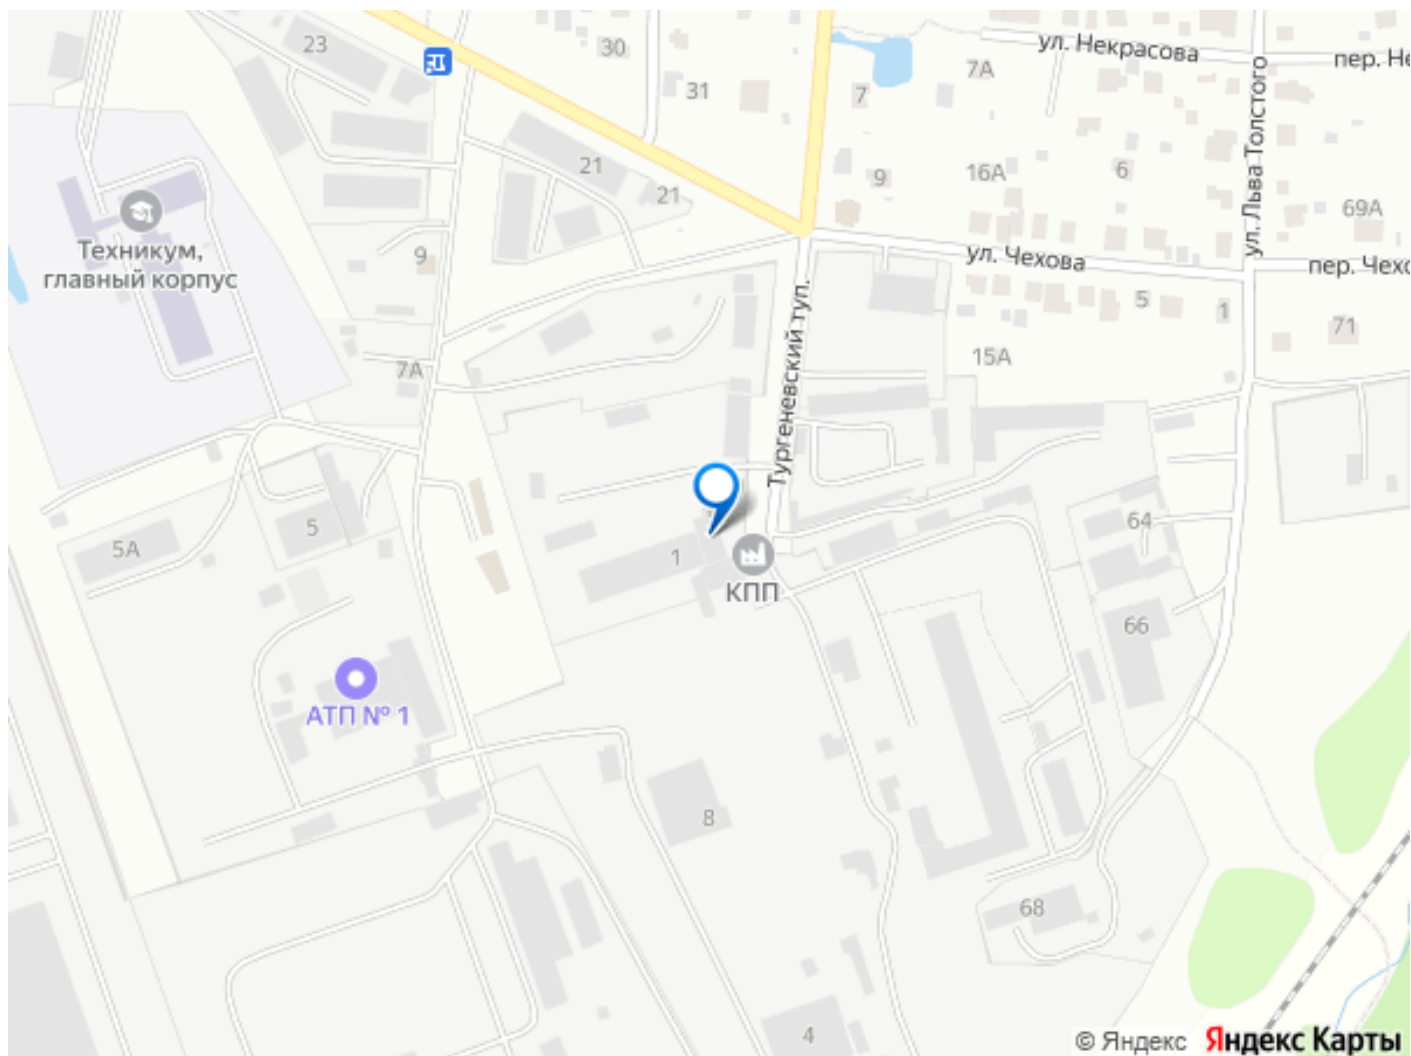 23
30
ул. Некрасова
пер. Не
7А
31
7
ул. Льва Толстого
21
16А
6
9
21
69А
Техникум,
главный корпус
9
ул. Чехова
пер. Чехо
5
1
71
Тургеневский туп.
15А
7А
5А
5
64
1
КПП
66
АТП № 1
8
68
4
© Яндекс Яндекс Карты